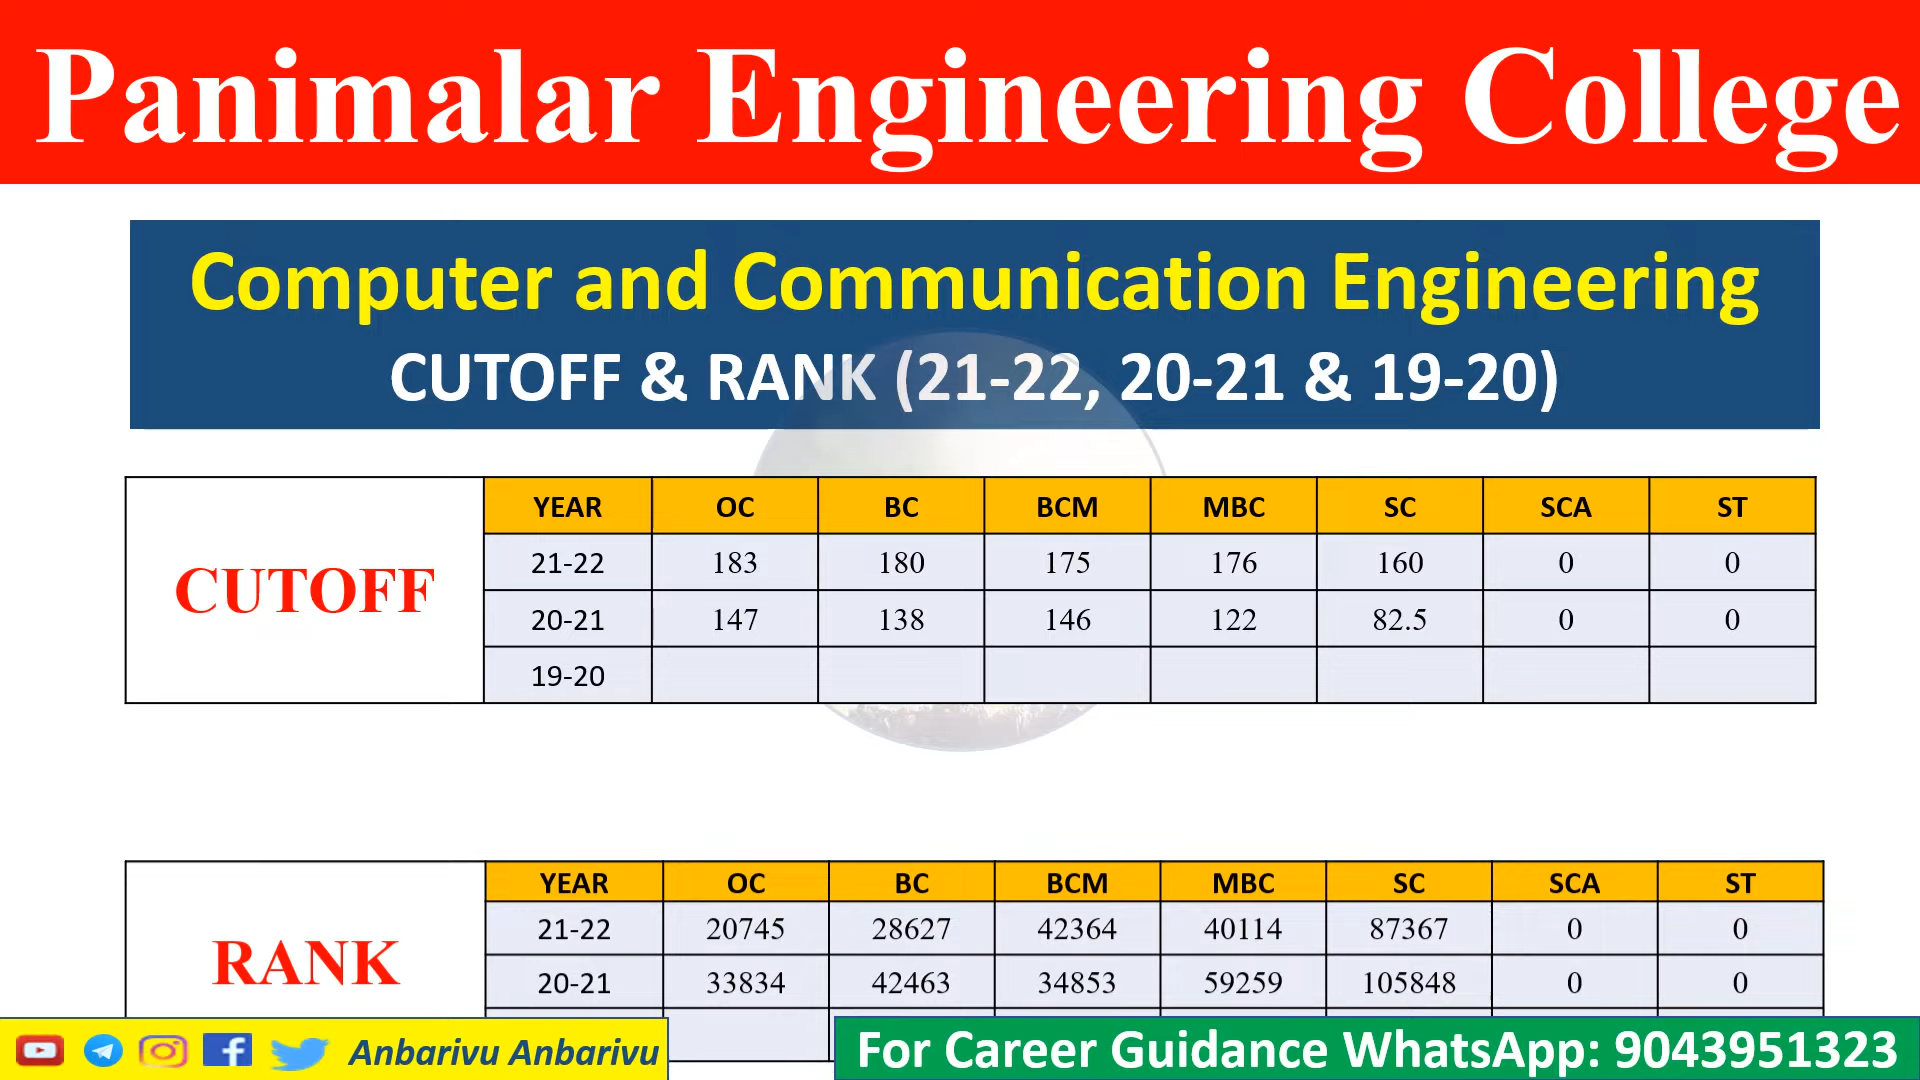 Panimalar Engineering College
Computer and Communication Engineering
CUTOFF & RANK (21-22, 20-21 & 19-20)
CUTOFF
YEAR OC BC BCM MBC SC SCA ST
21-22 183 180 175 176 160 0 0
20-21 147 138 146 122 82.5 0 0
19-20
RANK
YEAR OC BC BCM MBC SC SCA ST
21-22 20745 28627 42364 40114 87367 0 0
20-21 33834 42463 34853 59259 105848 0 0
Anbarivu Anbarivu
For Career Guidance WhatsApp: 9043951323